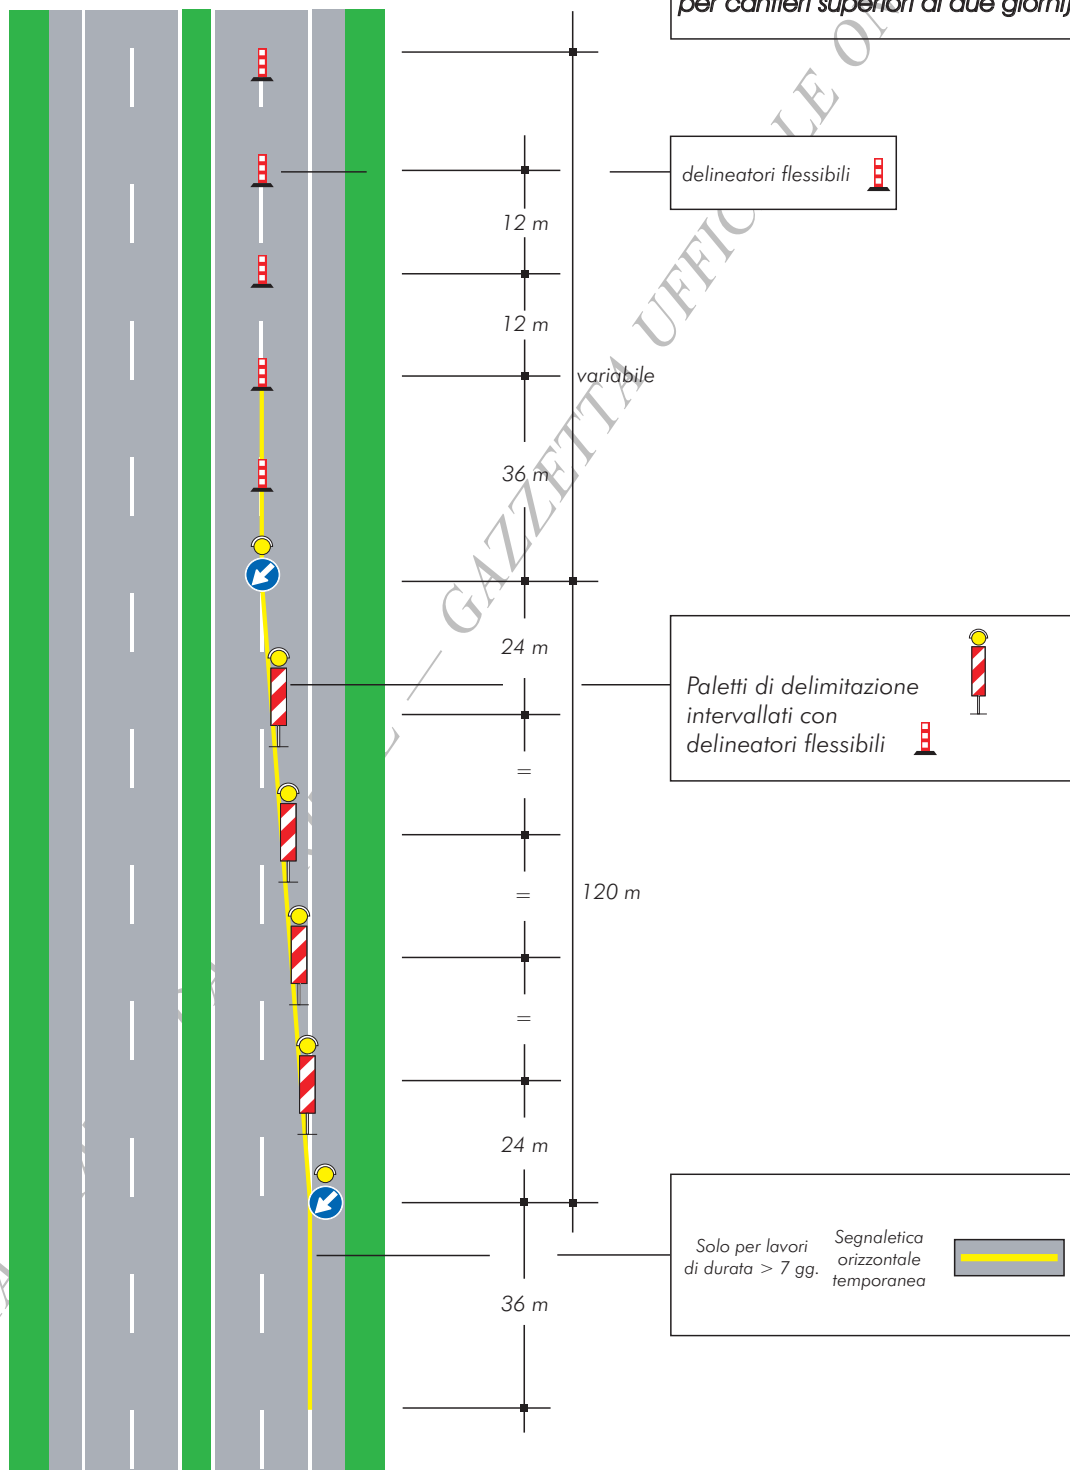 per cantieri superiori ai due giorni)
delineatori flessibili
12 m
12 m
variabile
36 m
24 m
Paletti di delimitazione
intervallati con
delineatori flessibili
=
=
120 m
=
24 m
Solo per lavori
di durata > 7 gg.
Segnaletica
orizzontale
temporanea
36 m
— GAZZETTA UFFICIALE ON